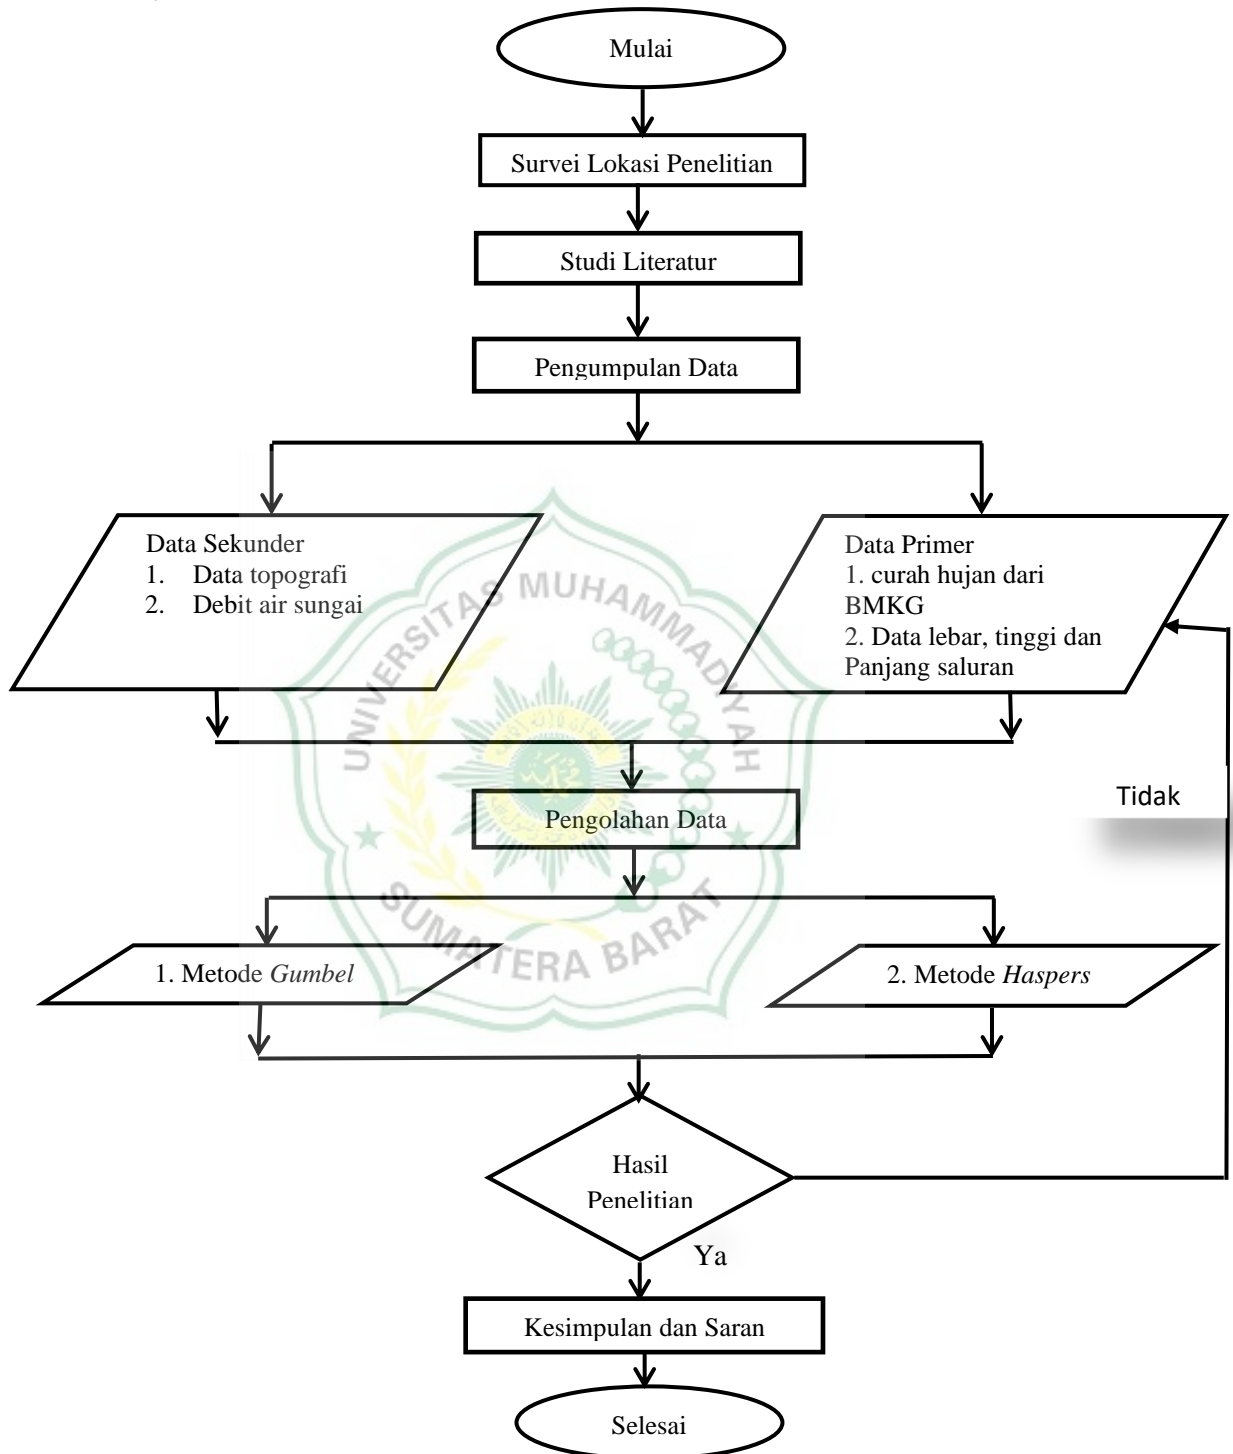 Mulai
Survei Lokasi Penelitian
Studi Literatur
Pengumpulan Data
Data Sekunder
1. Data topografi
2. Debit air sungai
Data Primer
1. curah hujan dari
BMKG
2. Data lebar, tinggi dan
Panjang saluran
UNIVERSITAS MUHAMMADIYAH
SUMATERA BARAT
Tidak
Pengolahan Data
1. Metode Gumbel
2. Metode Haspers
Hasil
Penelitian
Ya
Kesimpulan dan Saran
Selesai